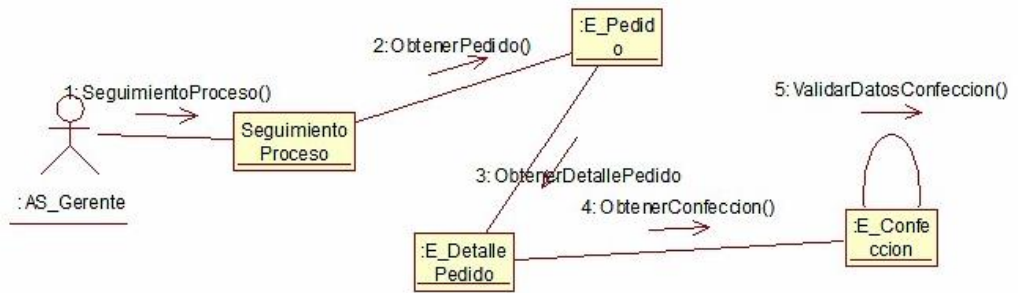 :E_Pedid
o
2: ObtenerPedido()
1: SeguimientoProceso()
5: ValidarDatosConfeccion()
Seguimiento
Proceso
3: ObtenerDetallePedido
: AS_Gerente
4: ObtenerConfeccion()
:E_Detalle
Pedido
:E_Confe
ccion